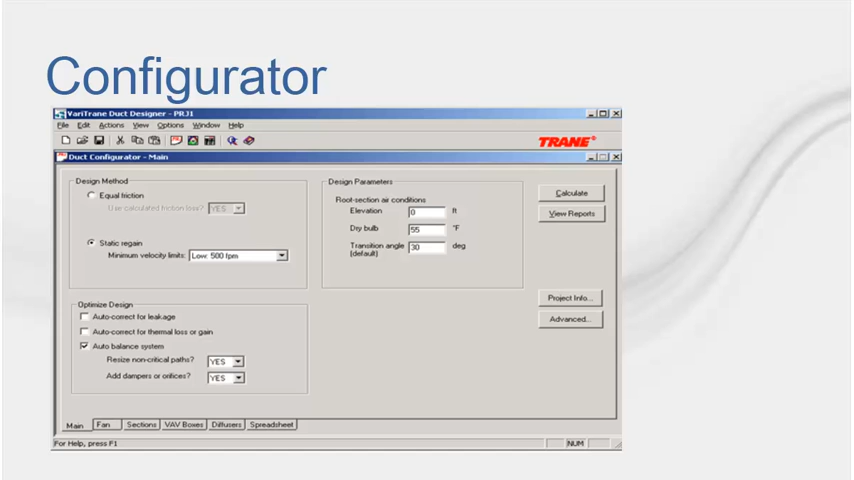 Configurator
VariTrane Duct Designer - PRJ1
File Edit Actions View Options Window Help
TRANE®
Duct Configurator - Main
Design Method
Equal friction
Use calculated friction loss? YES
Static regain
Minimum velocity limits: Low: 500 fpm
Design Parameters
Root-section air conditions
Elevation 0 ft
Dry bulb 55 °F
Transition angle 30 deg
(default)
Calculate
View Reports
Project Info...
Advanced...
Optimize Design
Auto-correct for leakage
Auto-correct for thermal loss or gain
Auto balance system
Resize non-critical paths? YES
Add dampers or orifices? YES
Main Fan Sections VAV Boxes Diffusers Spreadsheet
For Help, press F1 NUM